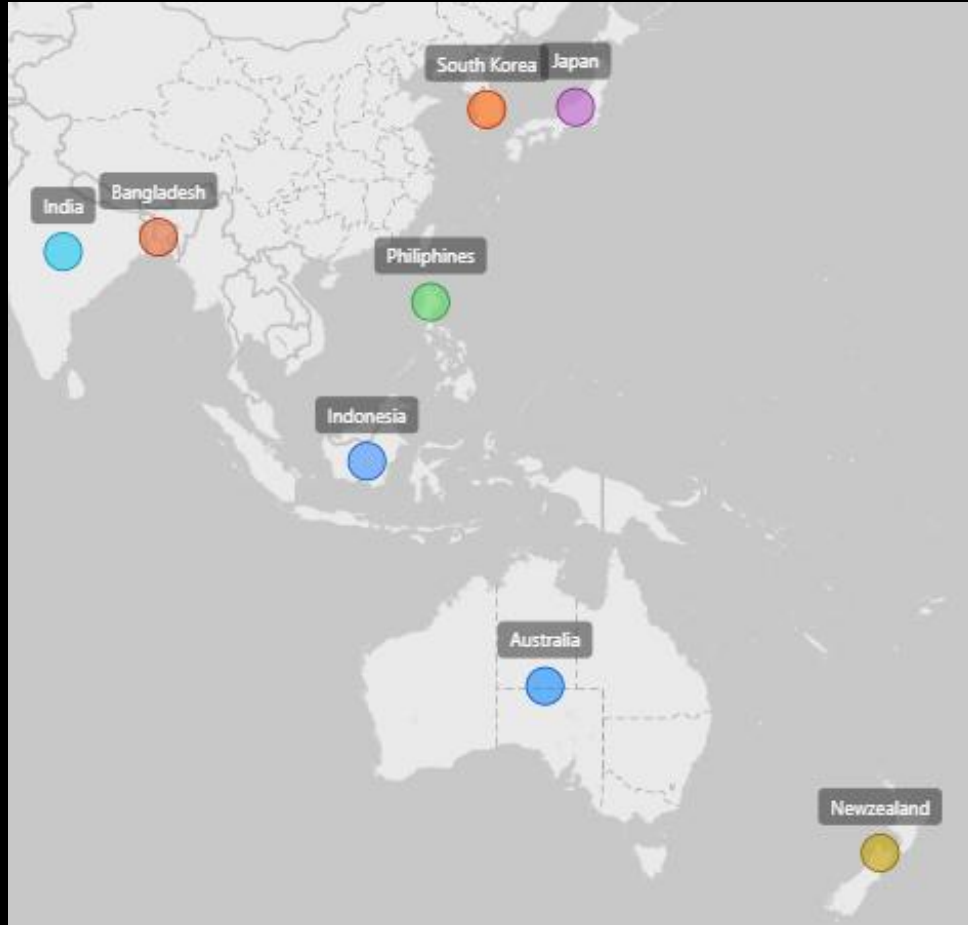 South Korea
Japan
Bangladesh
India
Philiphines
Indonesia
Australia
Newzealand